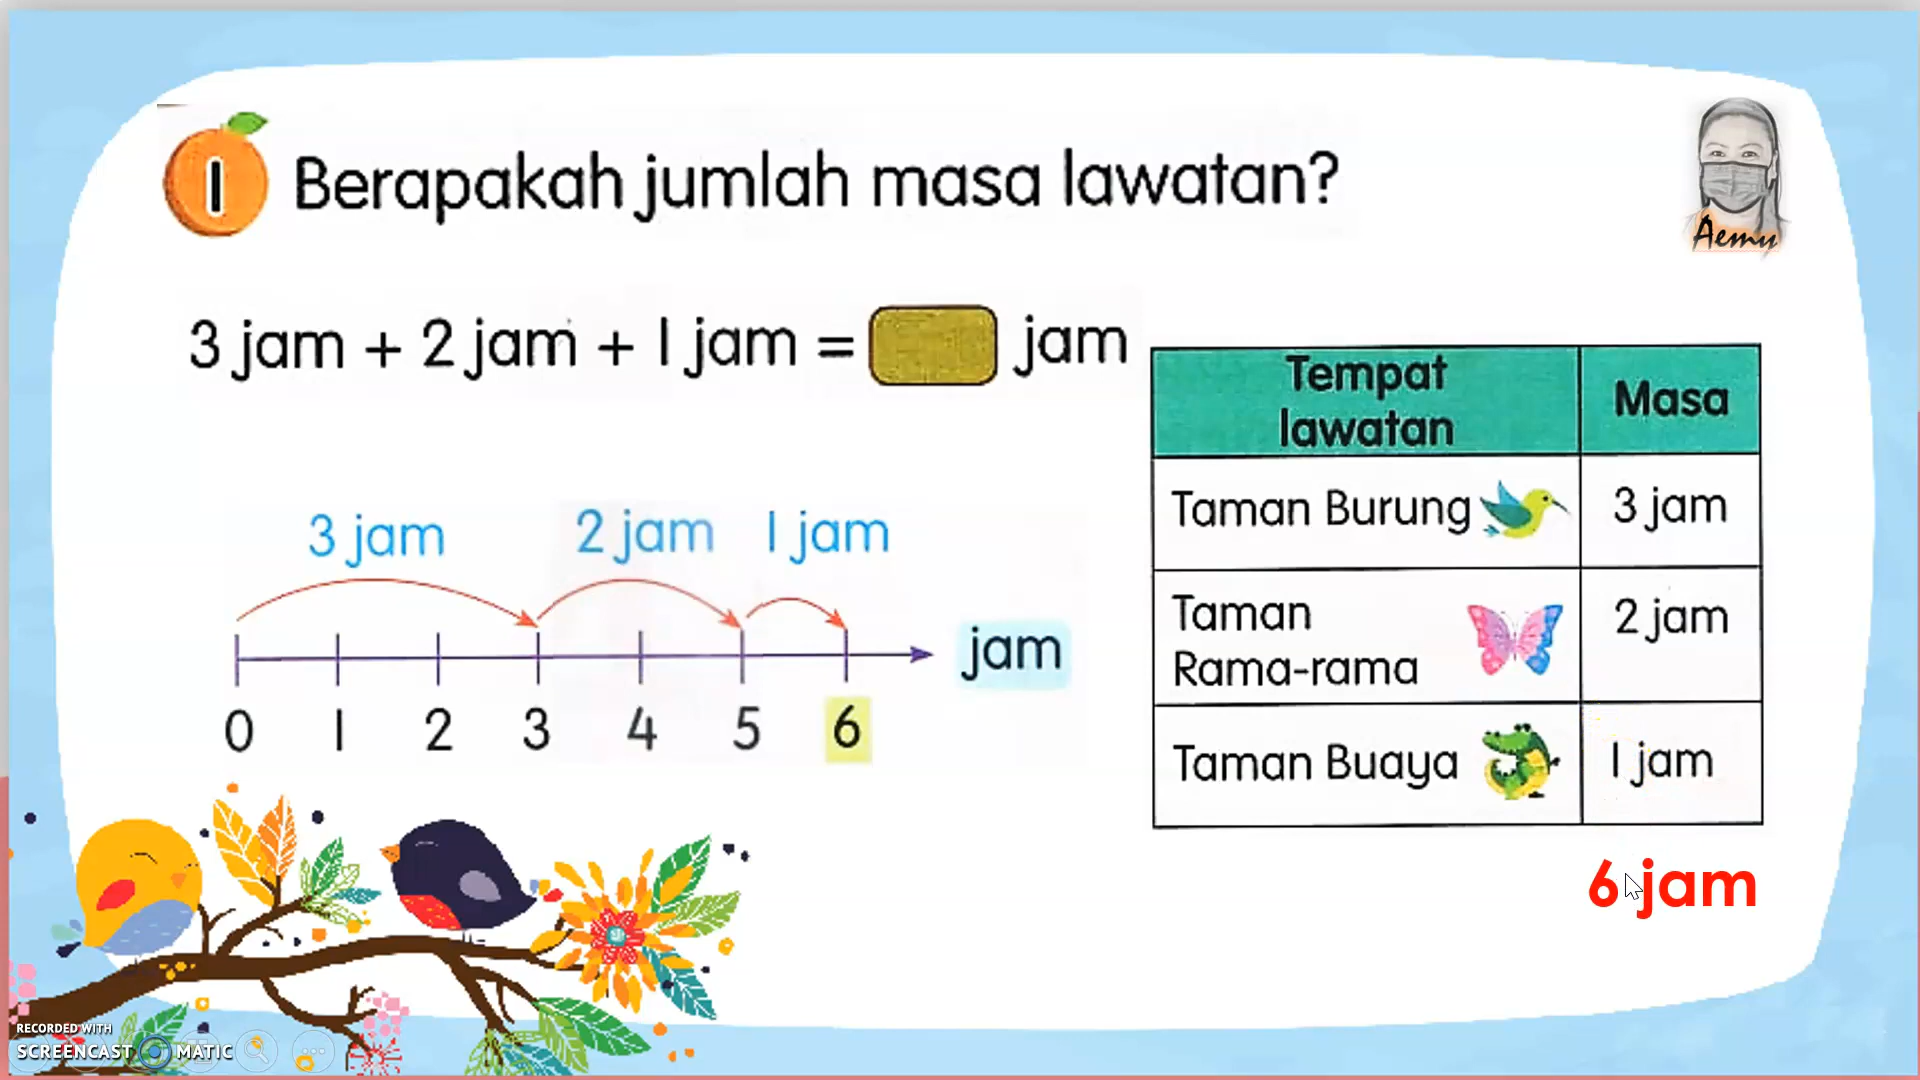 1 Berapakah jumlah masa lawatan?
Aemy
3 jam + 2 jam + 1 jam = jam
Tempat lawatan Masa
Taman Burung 3 jam
Taman Rama-rama 2 jam
Taman Buaya 1 jam
6 jam
3 jam 2 jam 1 jam
jam
0 1 2 3 4 5 6
RECORDED WITH
SCREENCAST MATIC